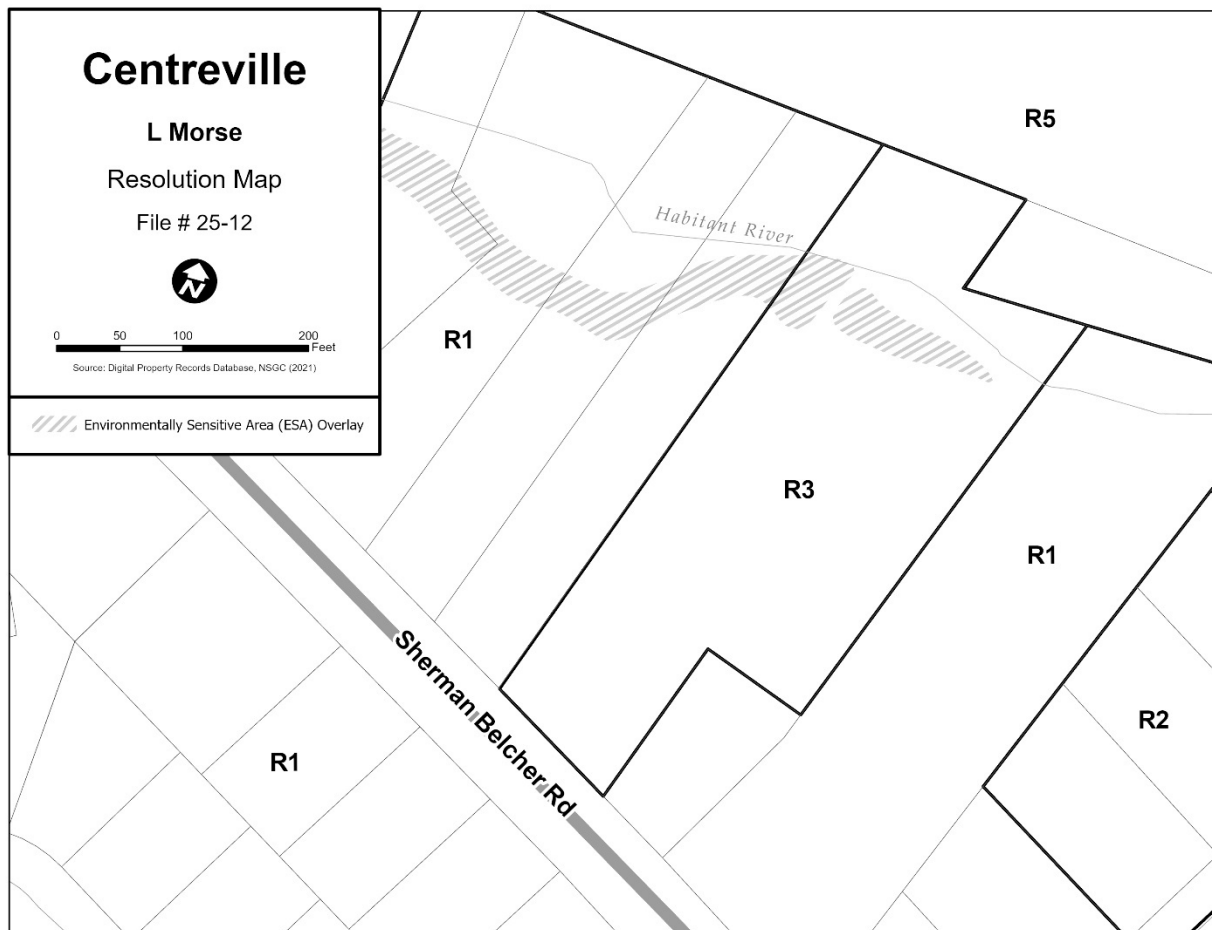 Centreville
L Morse
Resolution Map
File # 25-12
N
0 50 100 200
Feet
Source: Digital Property Records Database, NSGC (2021)
Environmentally Sensitive Area (ESA) Overlay
R5
Habitant River
R1
R3
R1
R2
Sherman Belcher Rd
R1